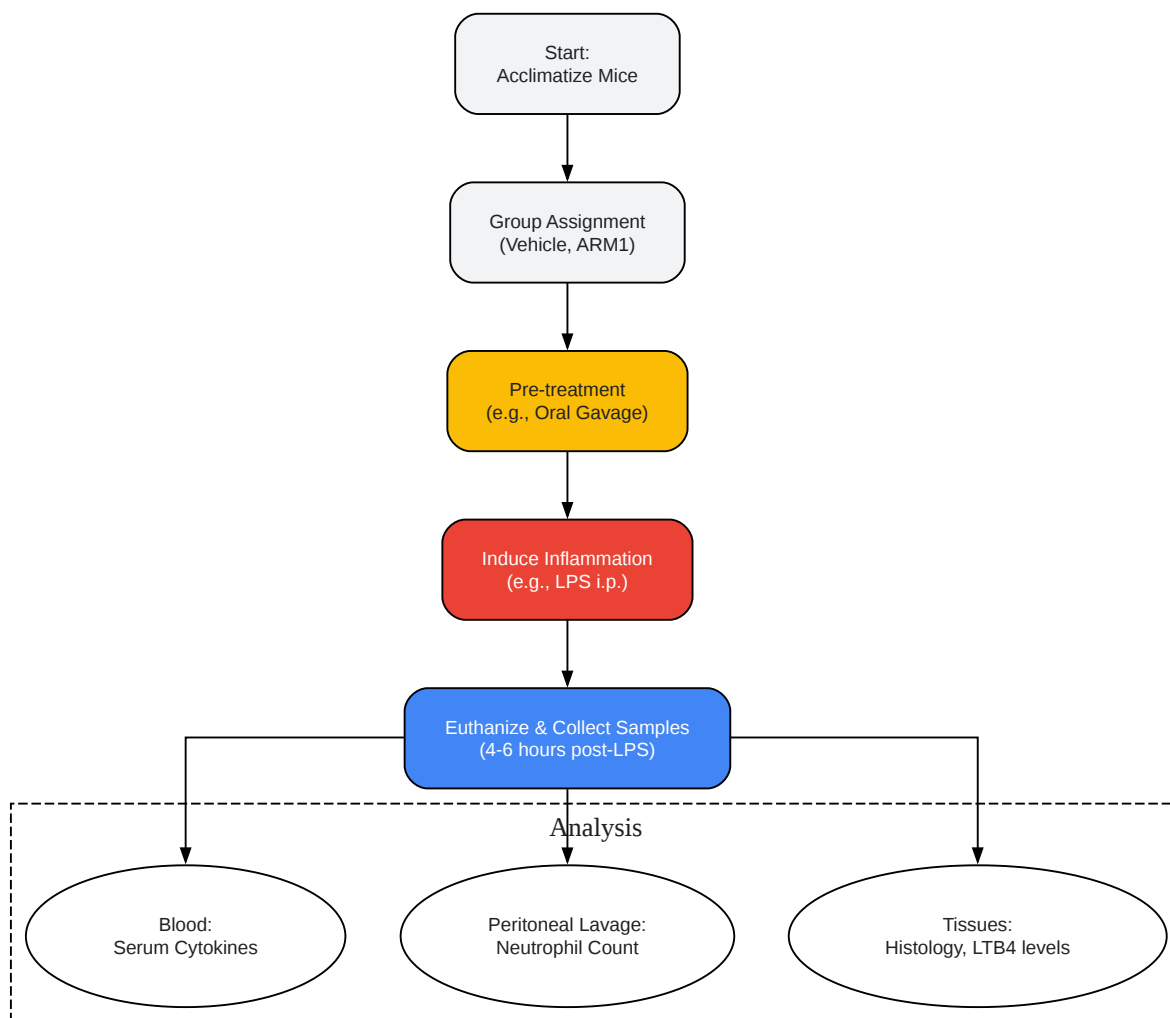 Start:
Acclimatize Mice
Group Assignment
(Vehicle, ARM1)
Pre-treatment
(e.g., Oral Gavage)
Induce Inflammation
(e.g., LPS i.p.)
Euthanize & Collect Samples
(4-6 hours post-LPS)
Analysis
Blood:
Serum Cytokines
Peritoneal Lavage:
Neutrophil Count
Tissues:
Histology, LTB4 levels